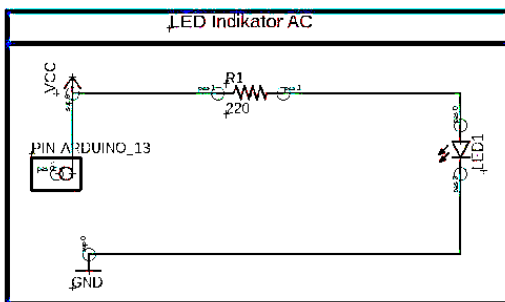 LED Indikator AC
VCC
R1
220
PIN ARDUINO_13
LED1
GND